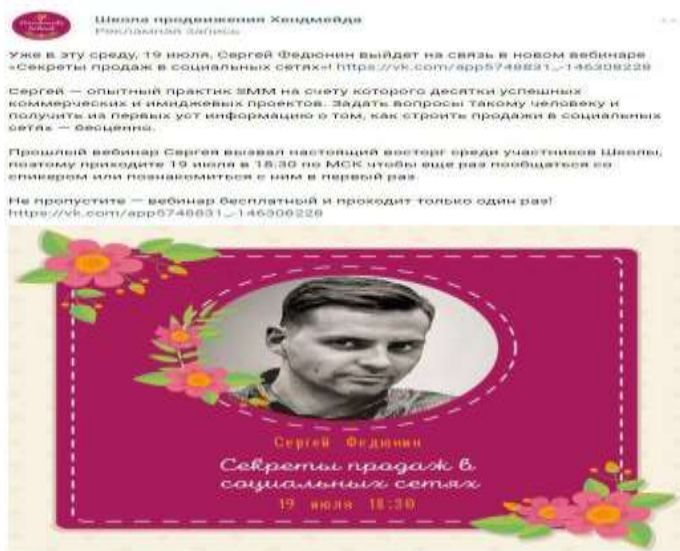 Handmade School
Школа продвижения Хендмейда
Рекламная запись
Уже в эту среду, 19 июля, Сергей Федюнин выйдет на связь в новом вебинаре
«Секреты продаж в социальных сетях»! https://vk.com/app5748831_-146308228
Сергей — опытный практик SMM на счету которого десятки успешных
коммерческих и имиджевых проектов. Задать вопросы такому человеку и
получить из первых уст информацию о том, как строить продажи в социальных
сетях — бесценно.
Прошлый вебинар Сергея вызвал настоящий восторг среди участников Школы,
поэтому приходите 19 июля в 18:30 по МСК чтобы еще раз пообщаться со
спикером или познакомиться с ним в первый раз.
Не пропустите — вебинар бесплатный и проходит только один раз!
https://vk.com/app5748831_-146308228
Сергей Федюнин
Секреты продаж в
социальных сетях
19 июля 18:30